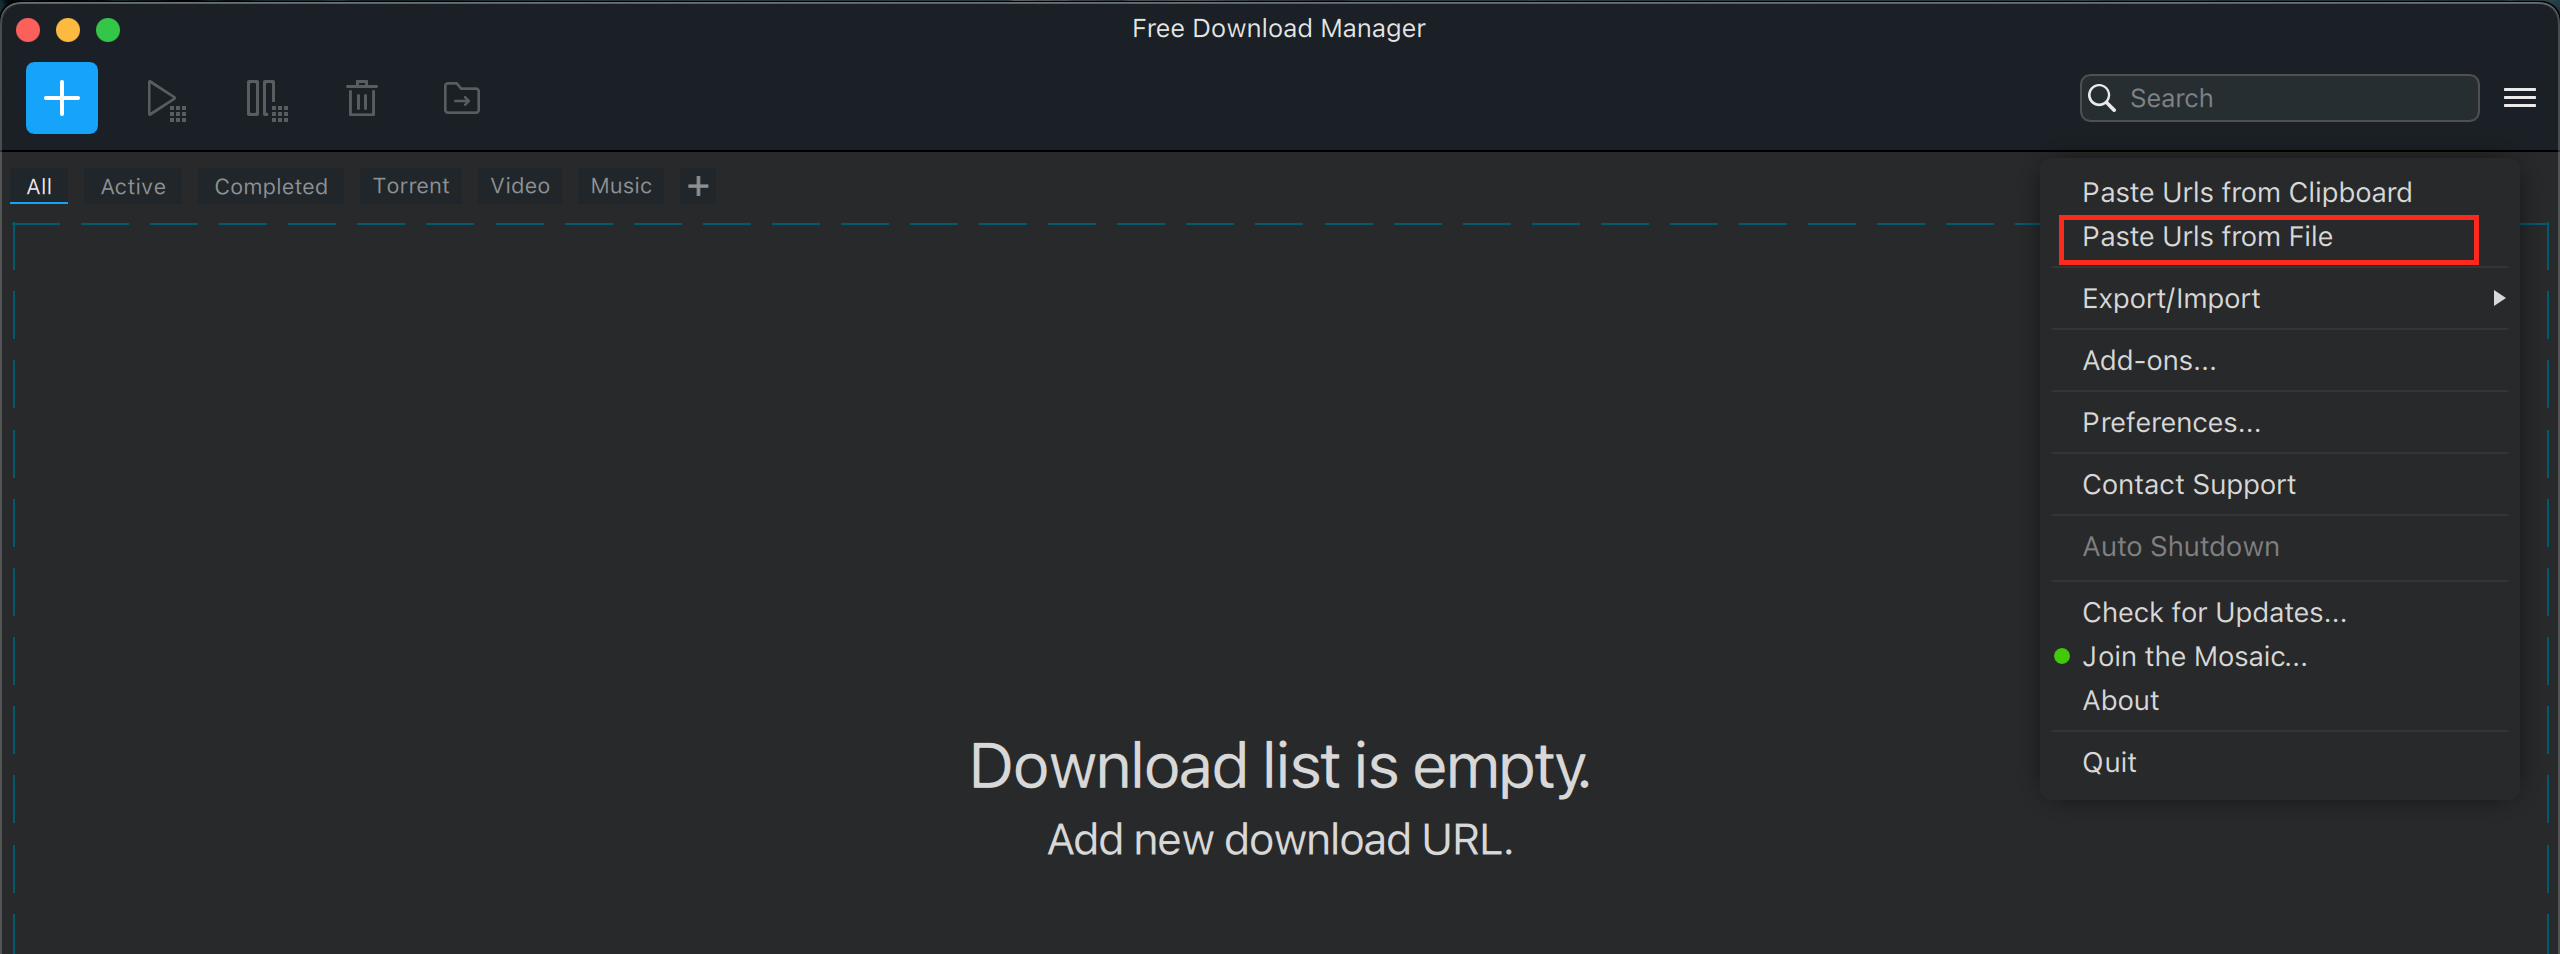 Free Download Manager
Search
All Active Completed Torrent Video Music
Paste Urls from Clipboard
Paste Urls from File
Export/Import
Add-ons...
Preferences...
Contact Support
Auto Shutdown
Check for Updates...
Join the Mosaic...
About
Quit
Download list is empty.
Add new download URL.